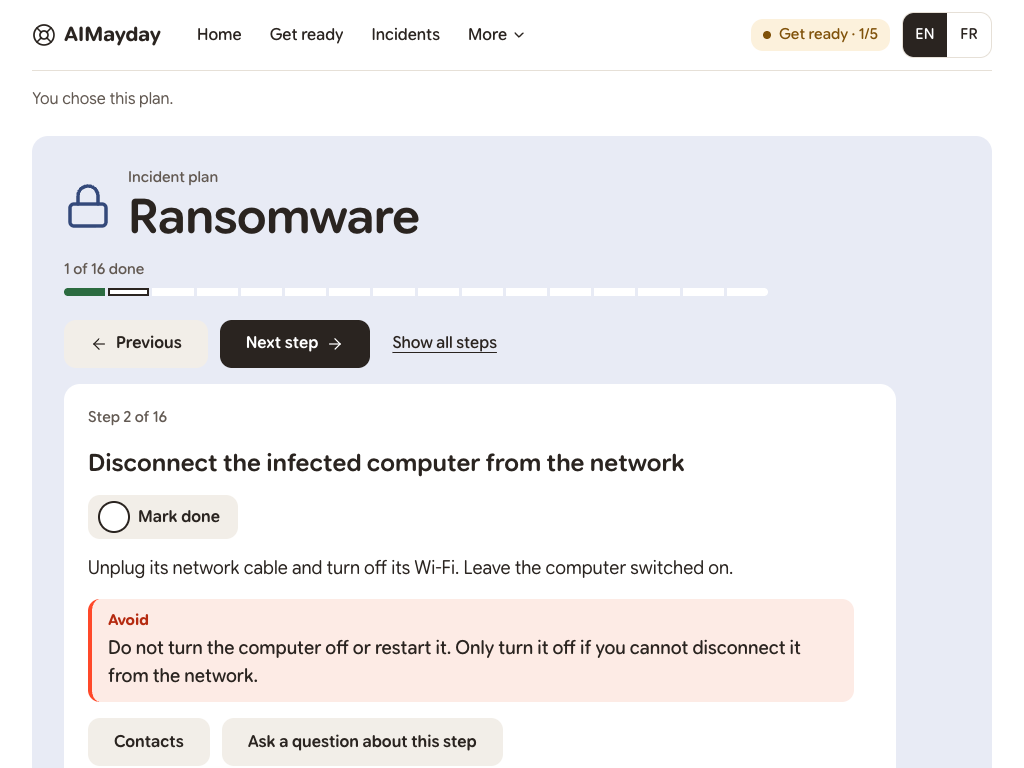 AIMayday
Home
Get ready
Incidents
More
Get ready · 1/5
EN
FR
You chose this plan.
Incident plan
Ransomware
1 of 16 done
Previous
Next step
Show all steps
Step 2 of 16
Disconnect the infected computer from the network
Mark done
Unplug its network cable and turn off its Wi-Fi. Leave the computer switched on.
Avoid
Do not turn the computer off or restart it. Only turn it off if you cannot disconnect it
from the network.
Contacts
Ask a question about this step